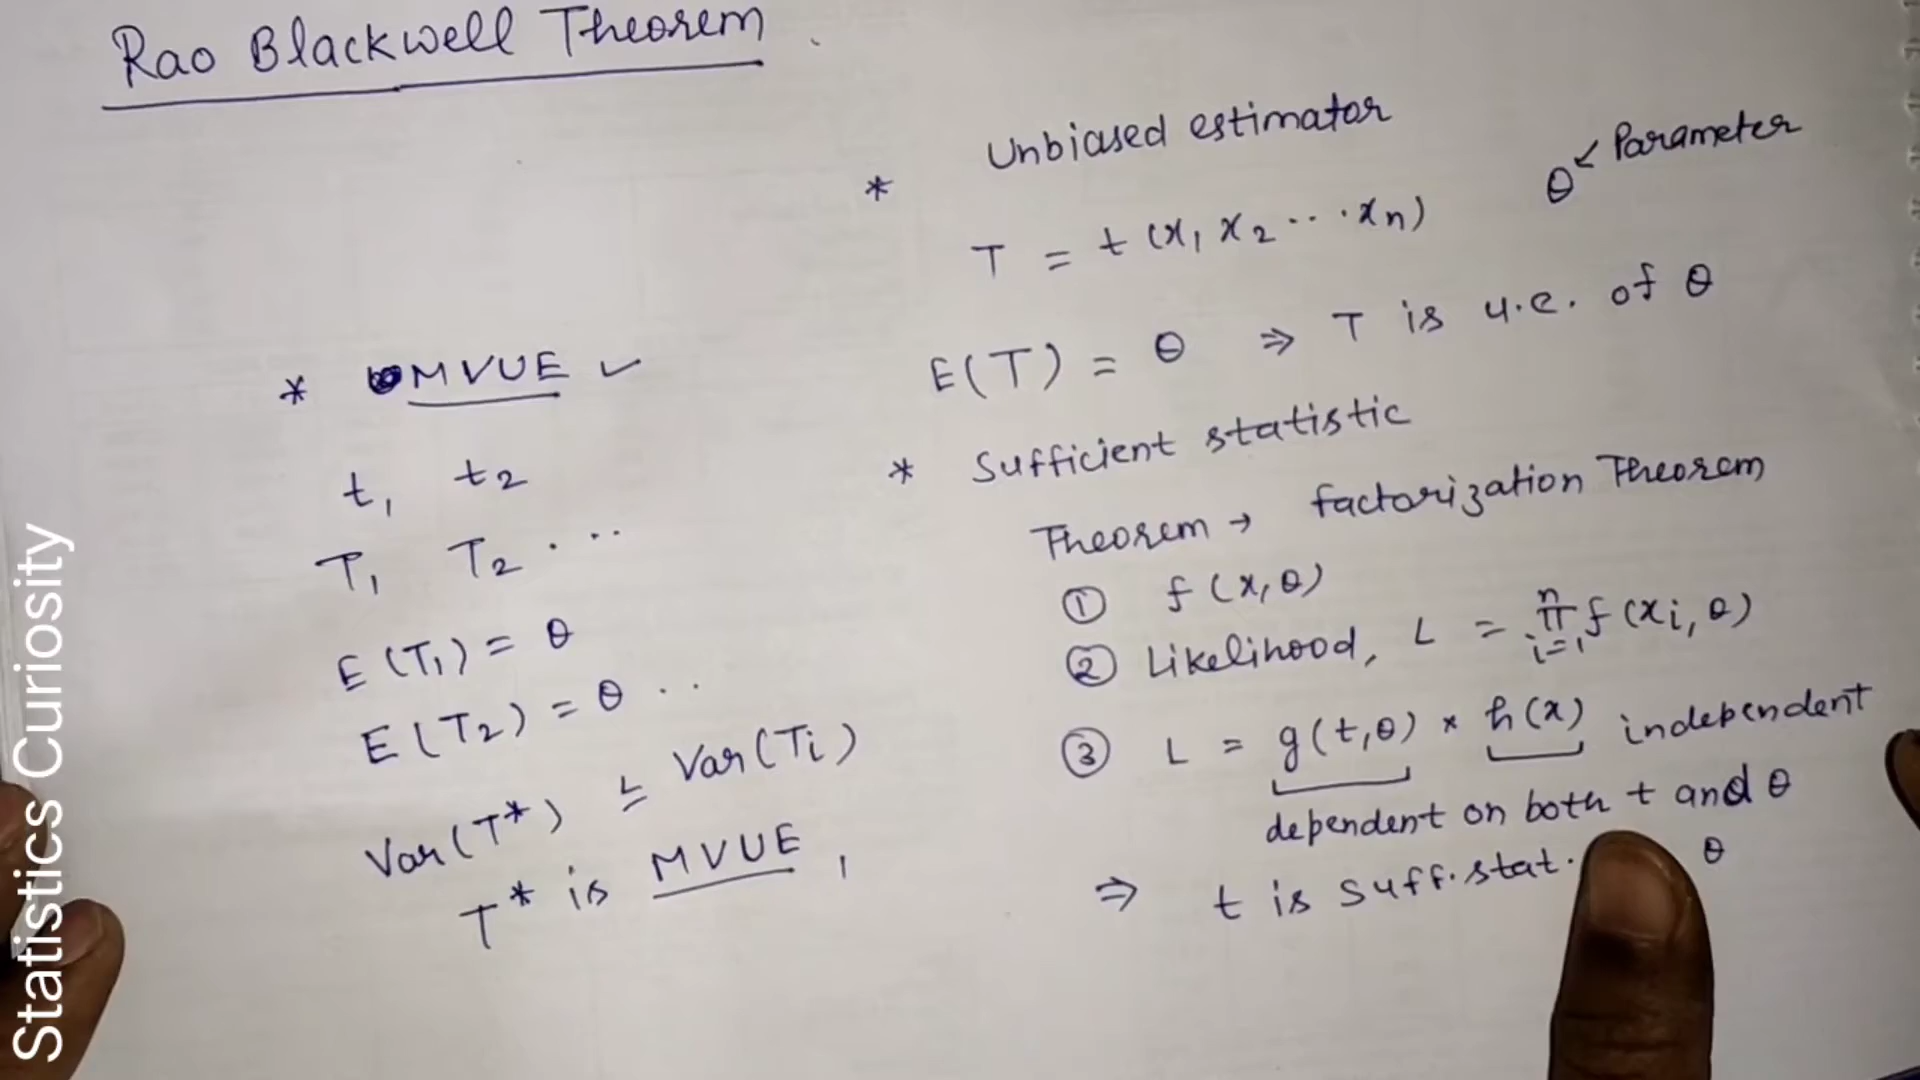 Rao Blackwell Theorem
* MVUE ✓
t₁ t₂
T₁ T₂ ...
E(T₁) = θ
E(T₂) = θ ..
Var(T*) ≤ Var(Ti)
T* is MVUE,
* Unbiased estimator
θ ↙ Parameter
T = t(x₁ x₂ ... xn)
E(T) = θ ⇒ T is u.e. of θ
* Sufficient statistic
Theorem → factorization Theorem
① f(x,θ)
② Likelihood, L = ⁿπᵢ₌₁ f(xi,θ)
③ L = g(t,θ) * h(x) independent
dependent on both t and θ
⇒ t is suff. stat. θ
Statistics Curiosity